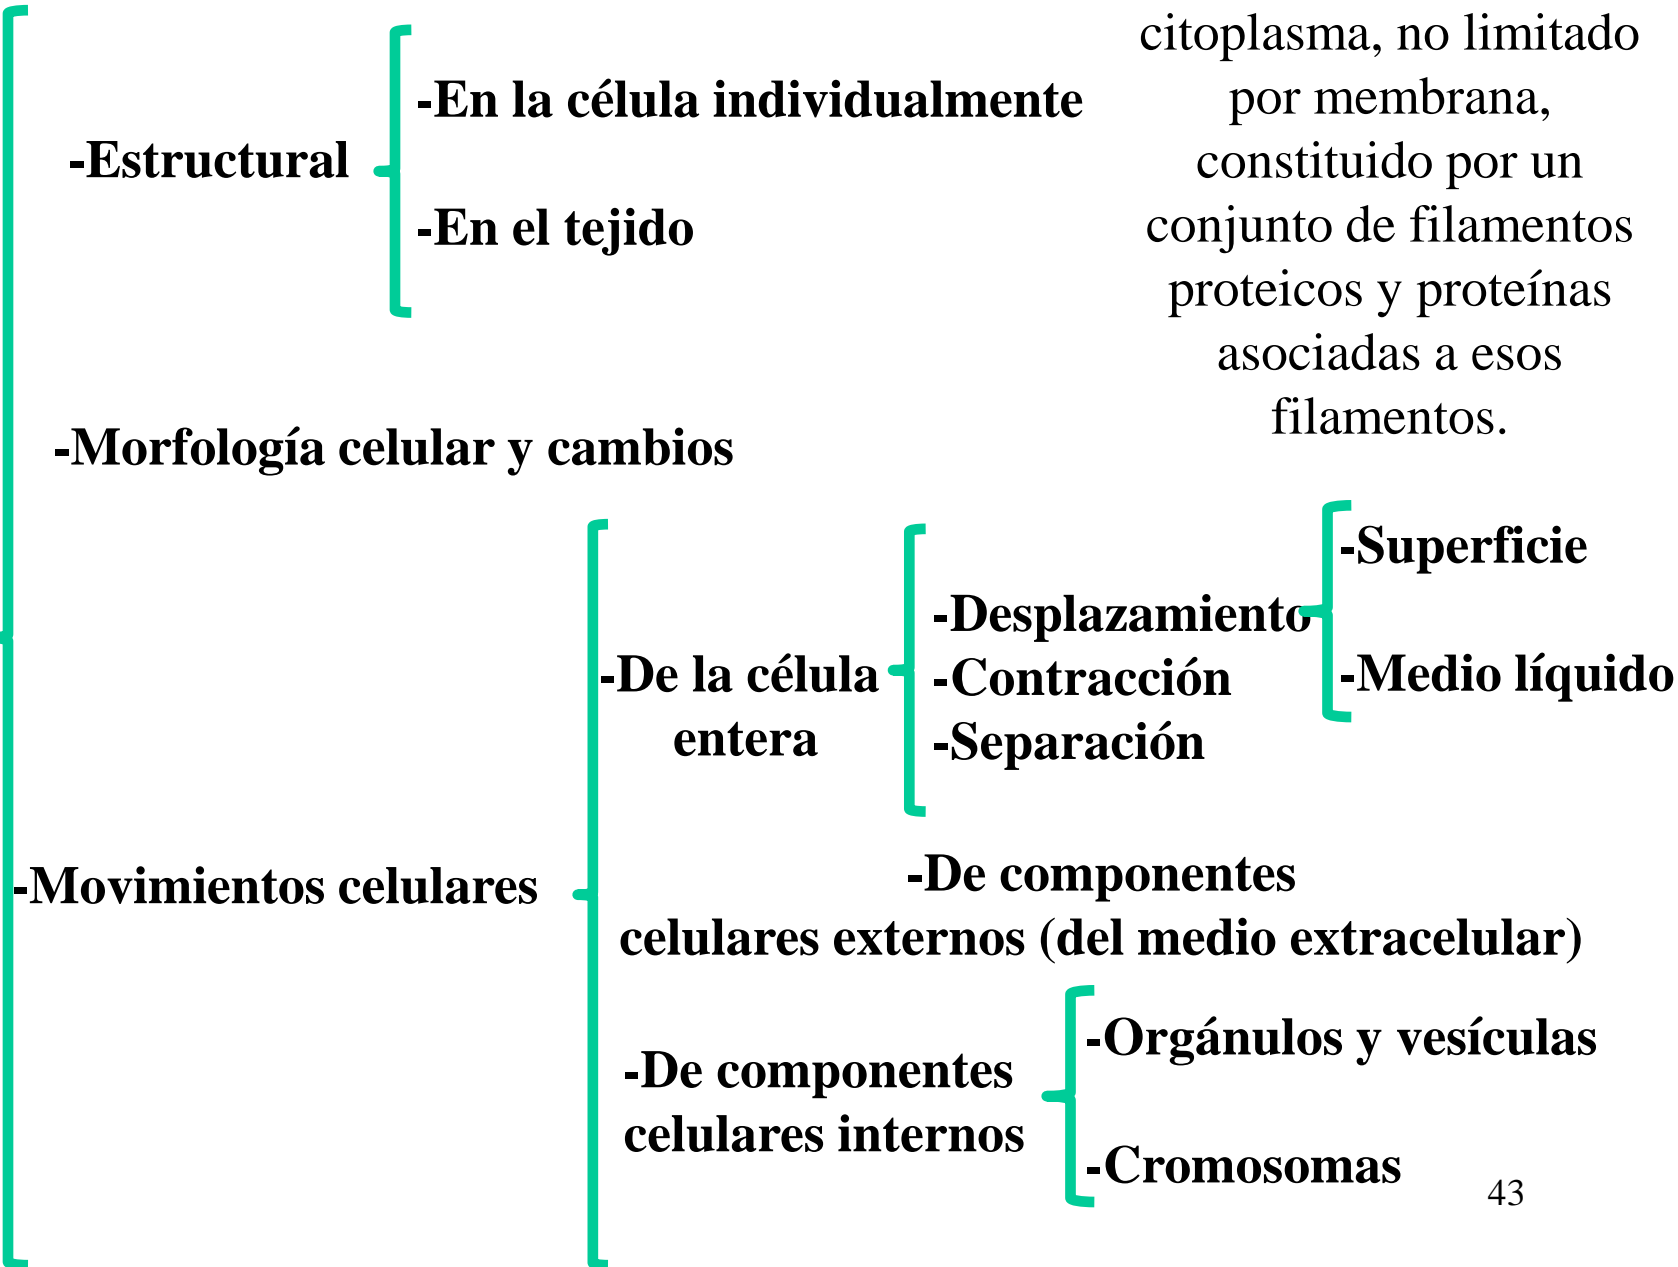 citoplasma, no limitado
por membrana,
constituido por un
conjunto de filamentos
proteicos y proteínas
asociadas a esos
filamentos.
-Estructural
-En la célula individualmente
-En el tejido
-Morfología celular y cambios
-Movimientos celulares
-De la célula
entera
-Desplazamiento
-Contracción
-Separación
-Superficie
-Medio líquido
-De componentes
celulares externos (del medio extracelular)
-De componentes
celulares internos
-Orgánulos y vesículas
-Cromosomas
43